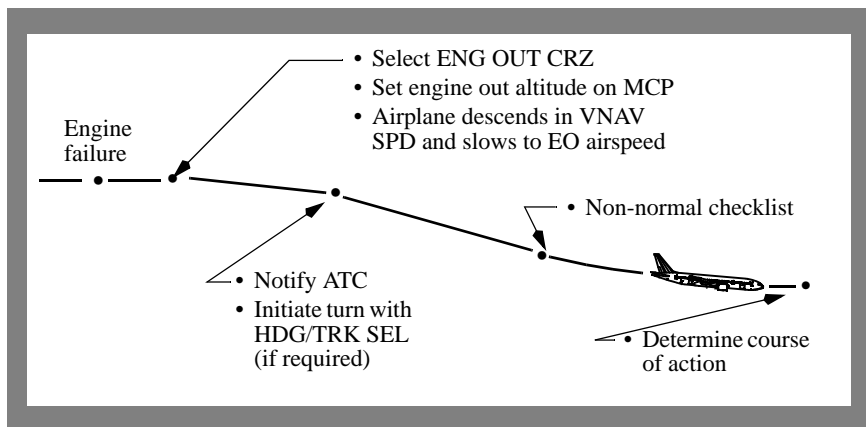 Engine
failure
• Select ENG OUT CRZ
• Set engine out altitude on MCP
• Airplane descends in VNAV
SPD and slows to EO airspeed
• Notify ATC
• Initiate turn with
HDG/TRK SEL
(if required)
• Non-normal checklist
• Determine course
of action